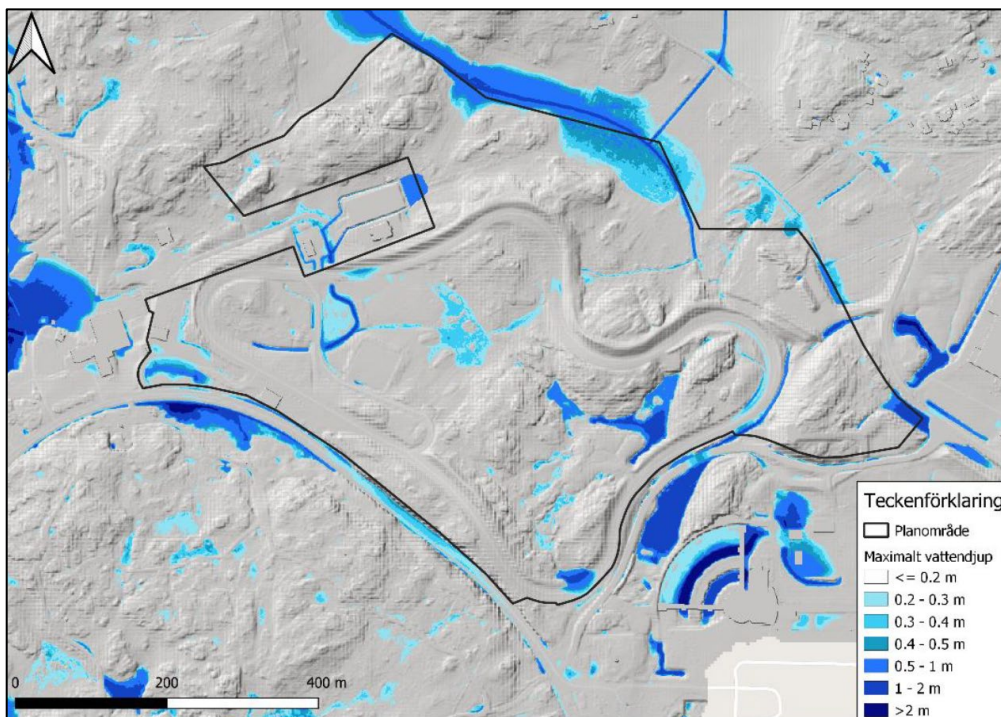 0
200
400 m
Teckenförklaring
Planområde
Maximalt vattendjup
<= 0.2 m
0.2 - 0.3 m
0.3 - 0.4 m
0.4 - 0.5 m
0.5 - 1 m
1 - 2 m
>2 m